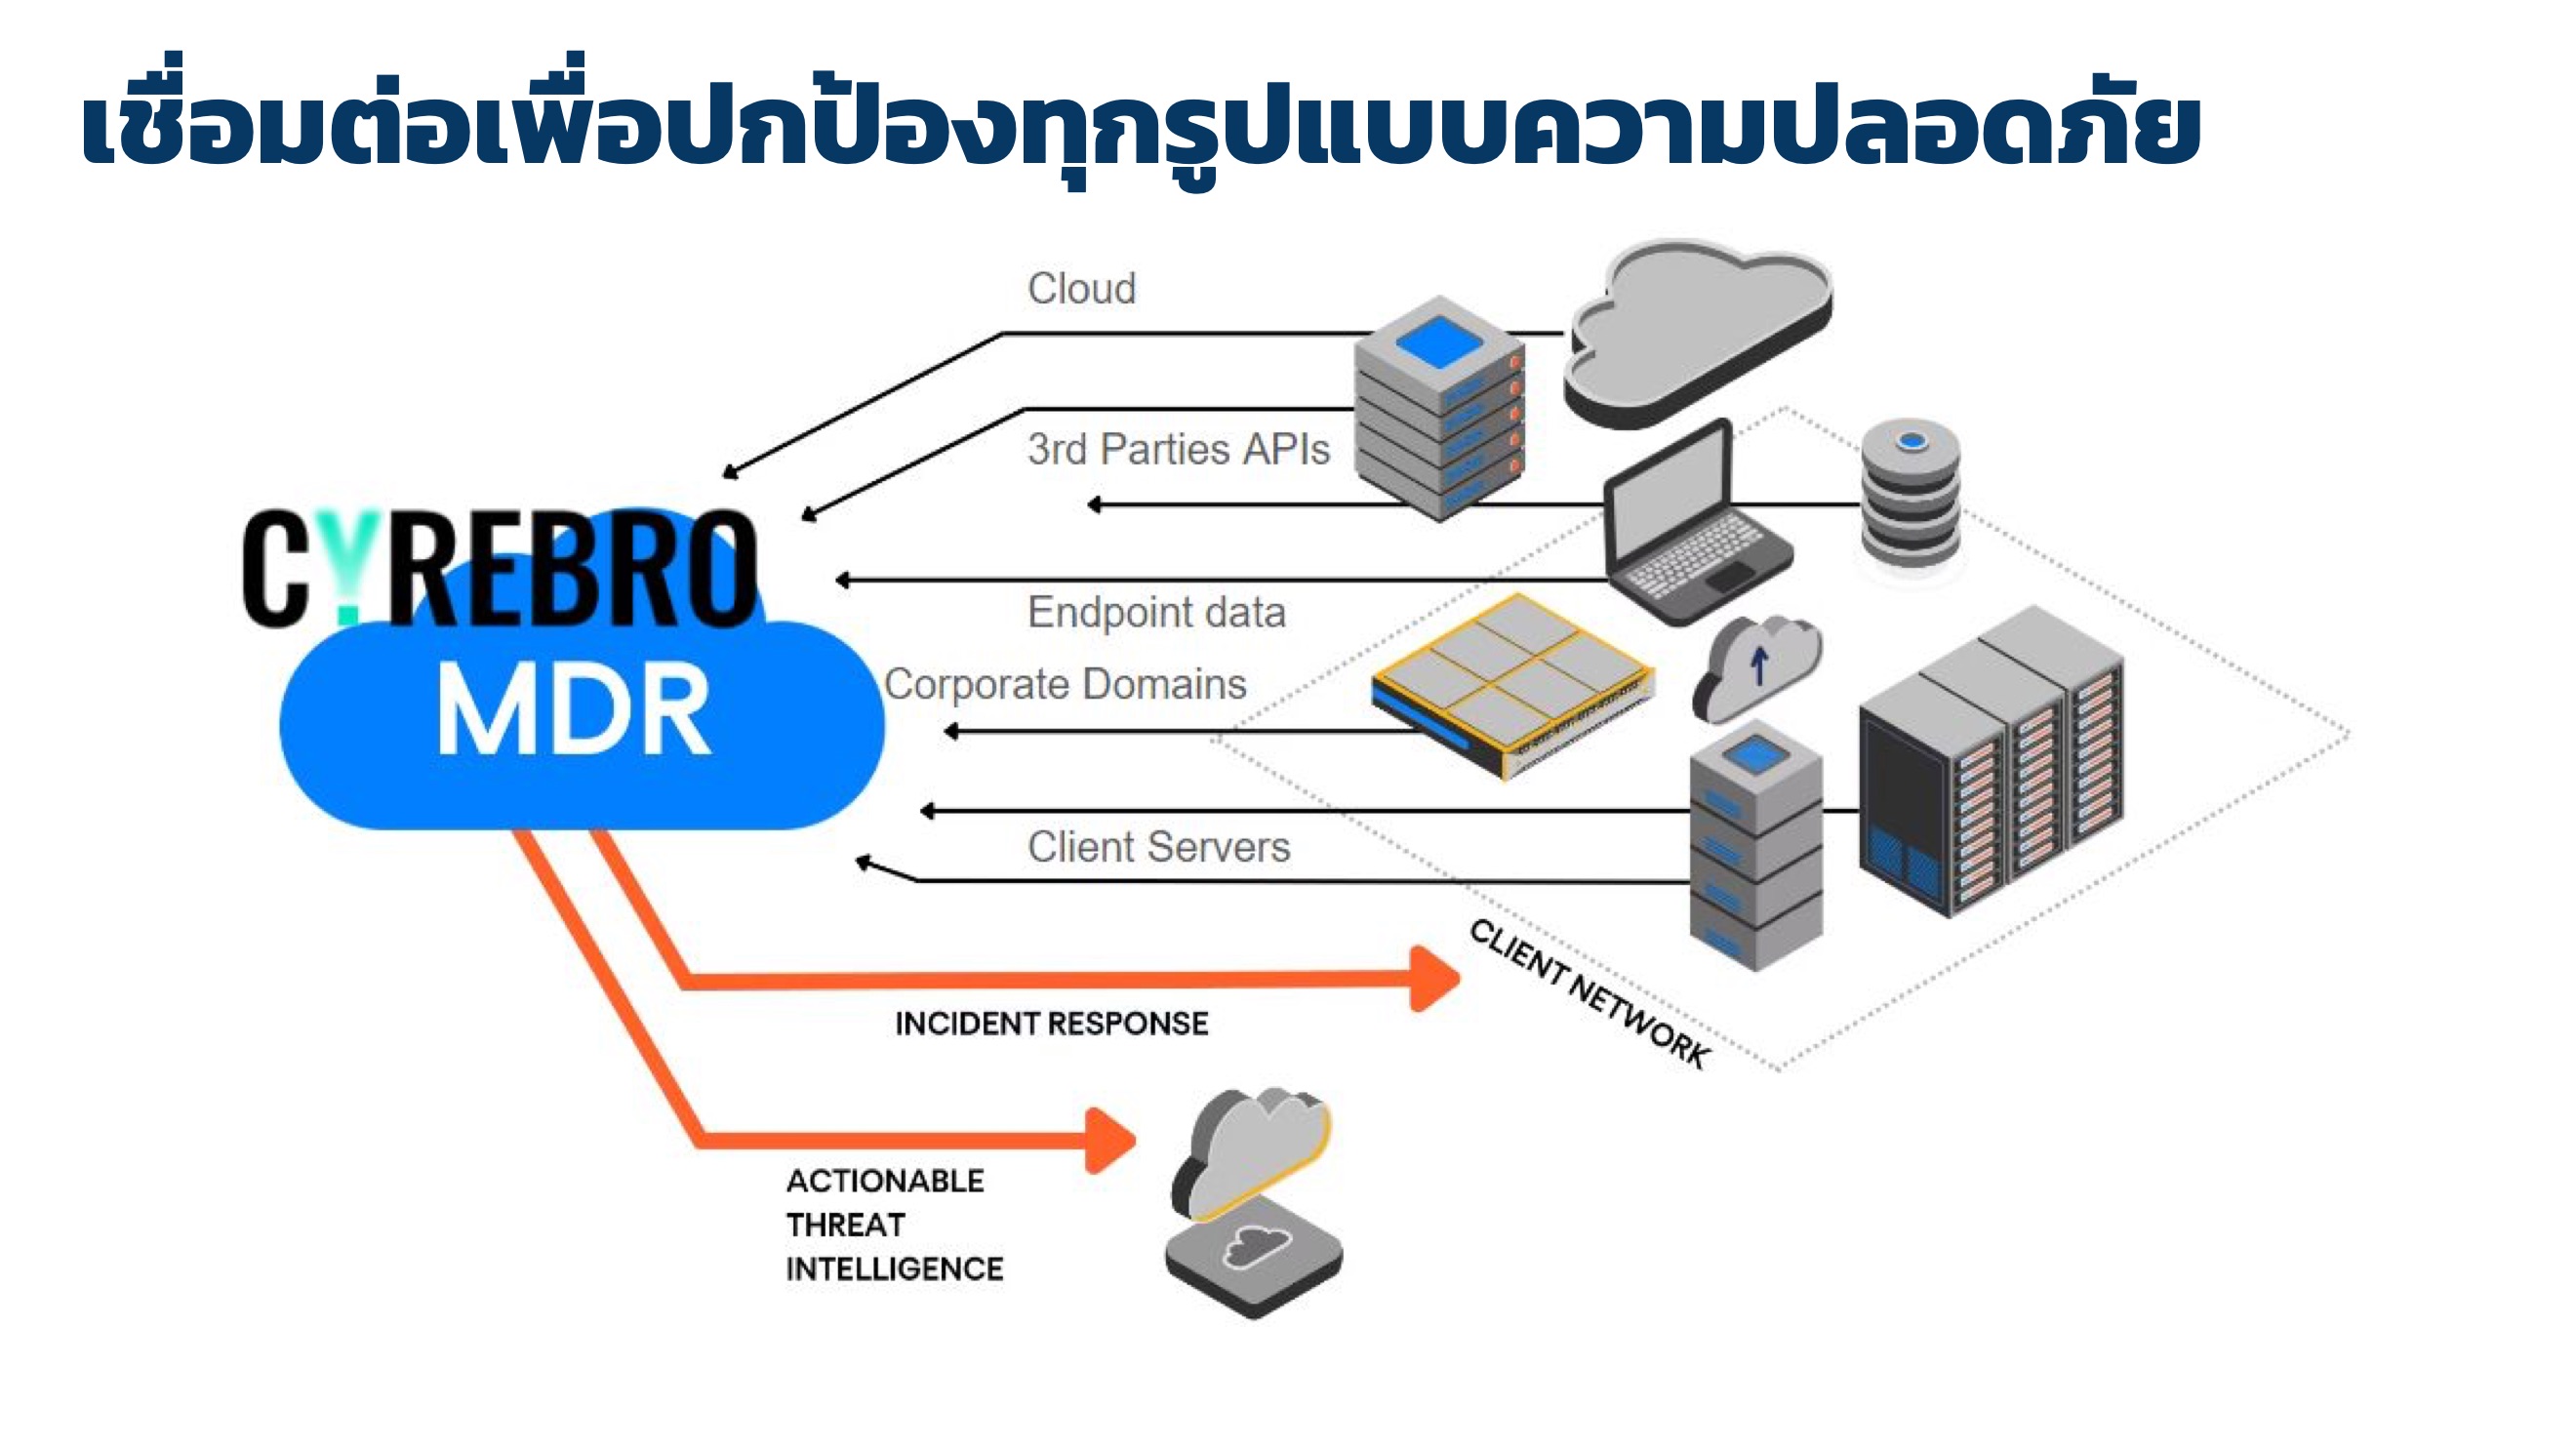 เชื่อมต่อเพื่อปกป้องทุกรูปแบบความปลอดภัย
Cloud
3rd Parties APIs
CYREBRO
MDR
Endpoint data
Corporate Domains
Client Servers
CLIENT NETWORK
INCIDENT RESPONSE
ACTIONABLE
THREAT
INTELLIGENCE